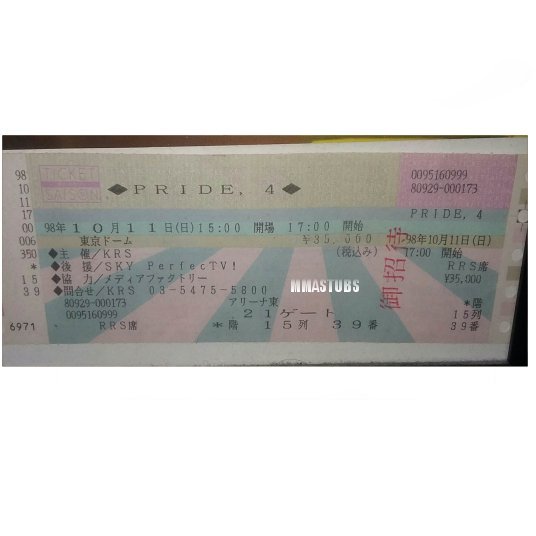 TICKET
SAISON
◆PRIDE. 4◆
98年10月11日(日)15:00 開場 17:00 開始
東京ドーム ¥35,000
(税込み)
◆主 催/KRS
◆後 援/SKY PerfecTV!
◆協 力/メディアファクトリー
◆問合せ/KRS 03-5475-5800
80929-000173 アリーナ東
0095160999 21ゲート
RRS席 *階 15列 39番
MMASTUBS
御招待
0095160999
80929-000173
PRIDE. 4
98年10月11日(日)
17:00 開始
RRS席
¥35,000
*階
15列
39番
98
10
11
17
00
006
350
*
15
39
6971